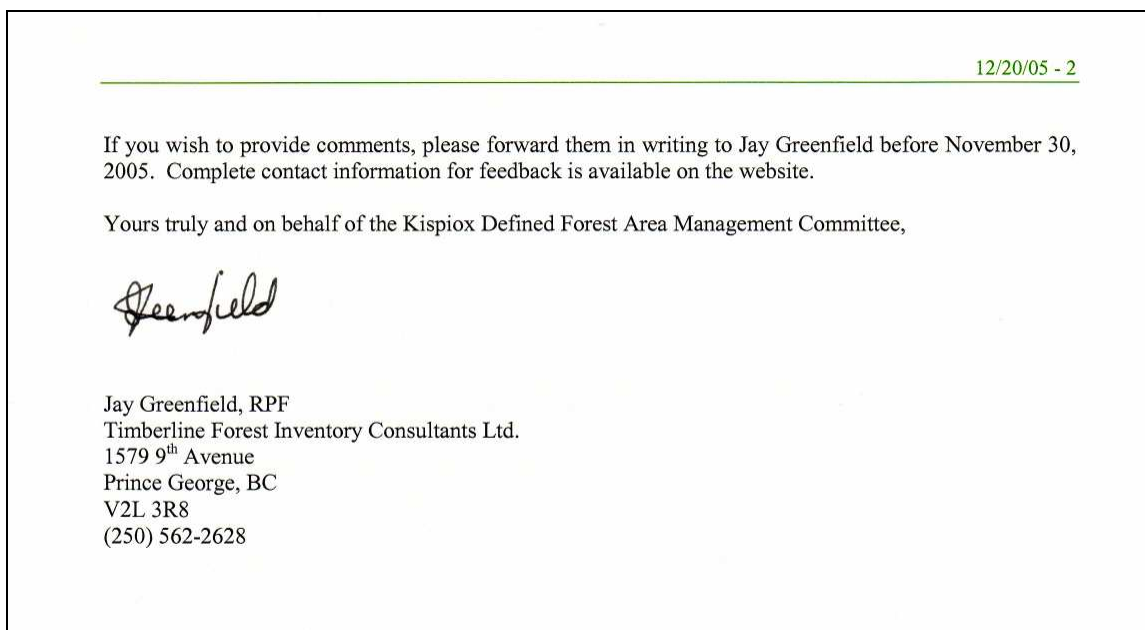 12/20/05 - 2
If you wish to provide comments, please forward them in writing to Jay Greenfield before November 30,
2005. Complete contact information for feedback is available on the website.
Yours truly and on behalf of the Kispiox Defined Forest Area Management Committee,
JGreenfield
Jay Greenfield, RPF
Timberline Forest Inventory Consultants Ltd.
1579 9th Avenue
Prince George, BC
V2L 3R8
(250) 562-2628